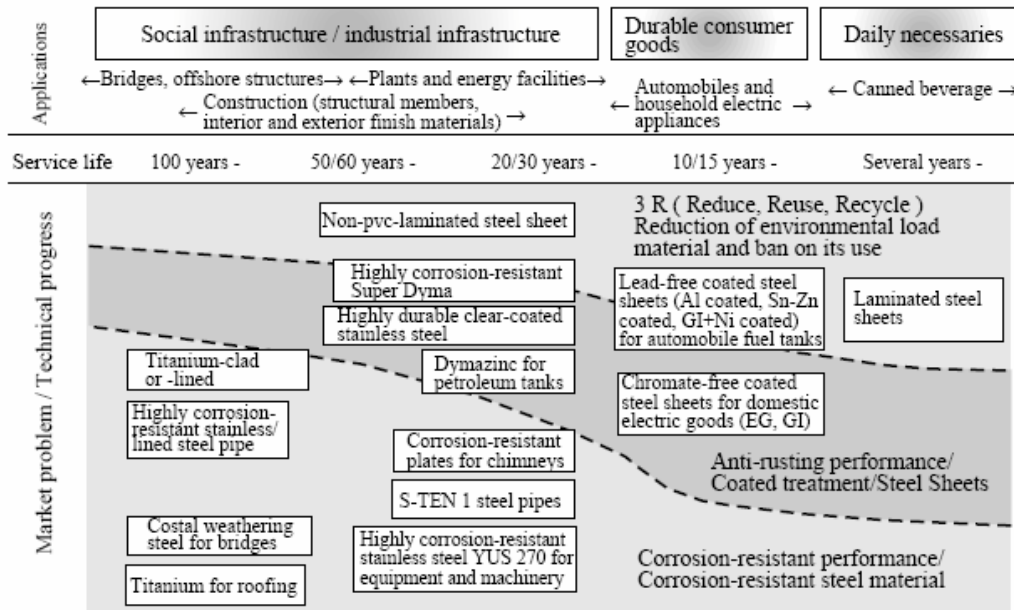 Applications
Social infrastructure / industrial infrastructure
Durable consumer
goods
Daily necessaries
←Bridges, offshore structures→
←Plants and energy facilities→
← Construction (structural members, →
interior and exterior finish materials)
Automobiles and
← household electric →
appliances
← Canned beverage →
Service life
100 years -
50/60 years -
20/30 years -
10/15 years -
Several years -
Market problem / Technical progress
Non-pvc-laminated steel sheet
3 R ( Reduce, Reuse, Recycle )
Reduction of environmental load
material and ban on its use
Highly corrosion-resistant
Super Dyma
Lead-free coated steel
sheets (Al coated, Sn-Zn
coated, GI+Ni coated)
for automobile fuel tanks
Laminated steel
sheets
Highly durable clear-coated
stainless steel
Titanium-clad
or -lined
Dymazinc for
petroleum tanks
Chromate-free coated
steel sheets for domestic
electric goods (EG, GI)
Highly corrosion-
resistant stainless/
lined steel pipe
Corrosion-resistant
plates for chimneys
Anti-rusting performance/
Coated treatment/Steel Sheets
S-TEN 1 steel pipes
Costal weathering
steel for bridges
Highly corrosion-resistant
stainless steel YUS 270 for
equipment and machinery
Corrosion-resistant performance/
Corrosion-resistant steel material
Titanium for roofing